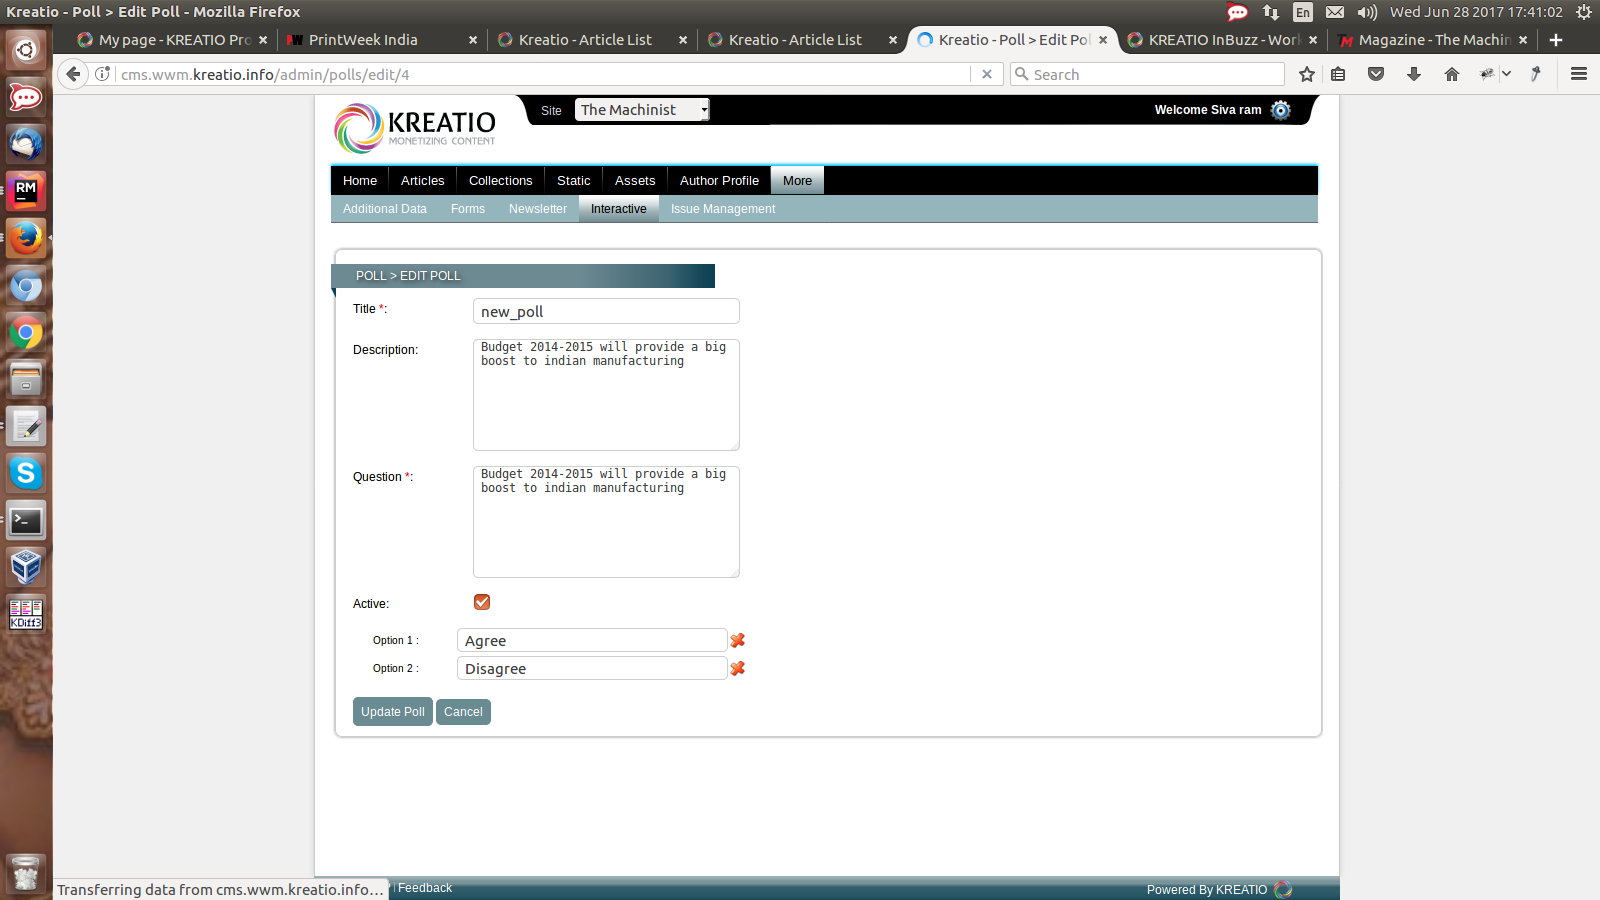 Kreatio - Poll > Edit Poll - Mozilla Firefox
En
Wed Jun 28 2017 17:41:02
My page - KREATIO Pro
PrintWeek India
Kreatio - Article List
Kreatio - Article List
Kreatio - Poll > Edit Pol
KREATIO InBuzz - Work
Magazine - The Machin
cms.wwm.kreatio.info/admin/polls/edit/4
Search
KREATIO
MONETIZING CONTENT
Site
The Machinist
Welcome Siva ram
Home
Articles
Collections
Static
Assets
Author Profile
More
Additional Data
Forms
Newsletter
Interactive
Issue Management
POLL > EDIT POLL
Title *:
new_poll
Description:
Budget 2014-2015 will provide a big
boost to indian manufacturing
Question *:
Budget 2014-2015 will provide a big
boost to indian manufacturing
Active:
Option 1 :
Agree
Option 2 :
Disagree
Update Poll
Cancel
RM
KDiff3
Transferring data from cms.wwm.kreatio.info...
| Feedback
Powered By KREATIO